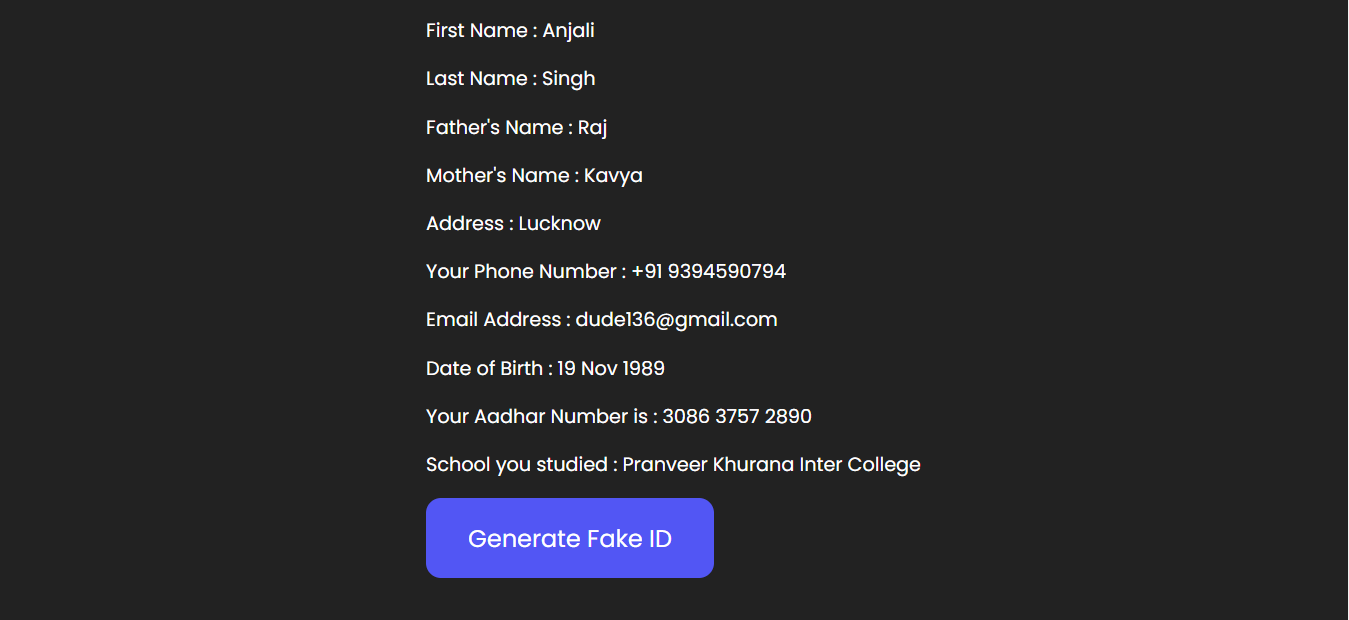 First Name : Anjali
Last Name : Singh
Father's Name : Raj
Mother's Name : Kavya
Address : Lucknow
Your Phone Number : +91 9394590794
Email Address : dude136@gmail.com
Date of Birth : 19 Nov 1989
Your Aadhar Number is : 3086 3757 2890
School you studied : Pranveer Khurana Inter College
Generate Fake ID